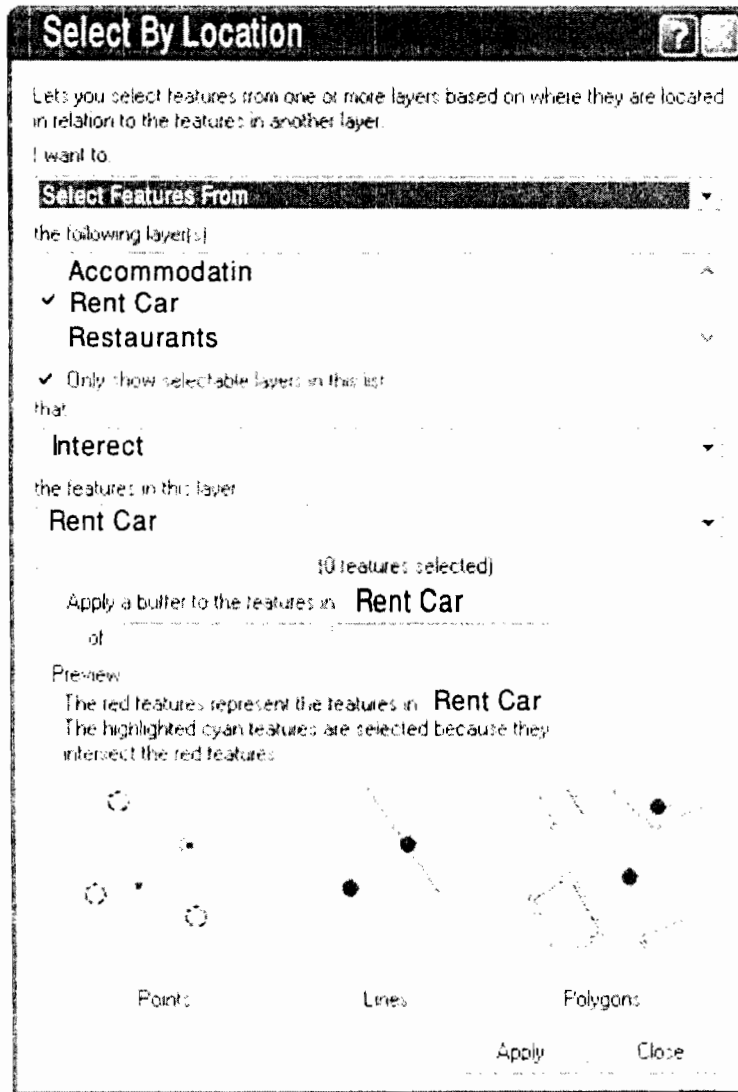 Select By Location
?
Lets you select features from one or more layers based on where they are located
in relation to the features in another layer.
I want to:
Select Features From
the following layer(s)
Accommodatin
Rent Car
Restaurants
Only show selectable layers in this list
that
Interect
the features in this layer
Rent Car
(0 features selected)
Apply a buffer to the features in Rent Car
of
Preview
The red features represent the features in Rent Car
The highlighted cyan features are selected because they
intersect the red features
Points Lines Polygons
Apply Close